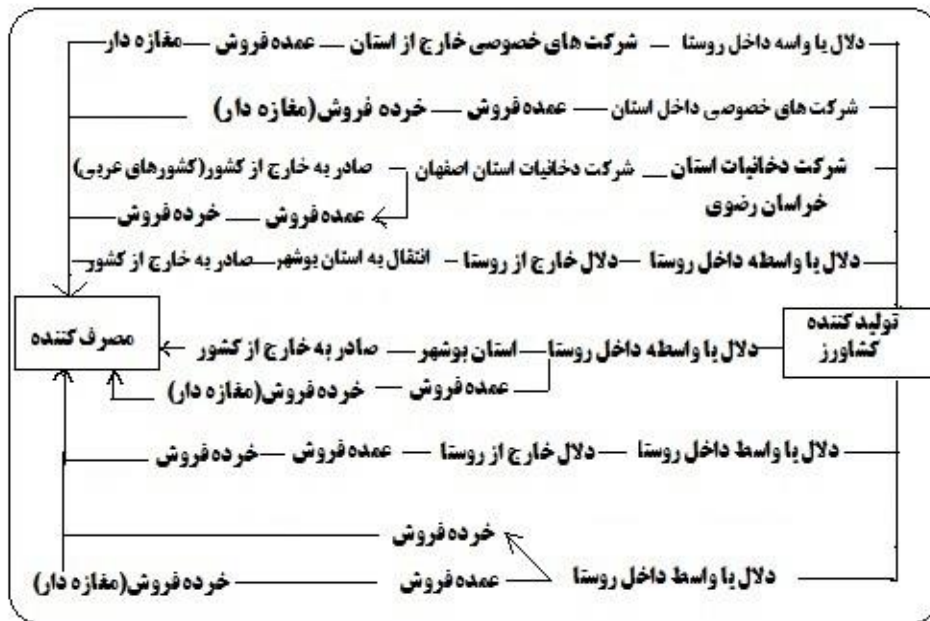 دلال یا واسه داخل روستا شرکت های خصوصی خارج از استان عمده فروش مغازه دار
شرکت های خصوصی داخل استان عمده فروش خرده فروش(مغازه دار)
شرکت دخانیات استان خراسان رضوی شرکت دخانیات استان اصفهان صادر به خارج از کشور(کشورهای عربی)
عمده فروش خرده فروش
دلال یا واسطه داخل روستا دلال خارج از روستا انتقال به استان بوشهر صادر به خارج از کشور
تولید کننده کشاورز
دلال یا واسطه داخل روستا استان بوشهر صادر به خارج از کشور
مصرف کننده
عمده فروش خرده فروش(مغازه دار)
دلال یا واسط داخل روستا دلال خارج از روستا عمده فروش خرده فروش
خرده فروش
دلال یا واسط داخل روستا عمده فروش خرده فروش(مغازه دار)